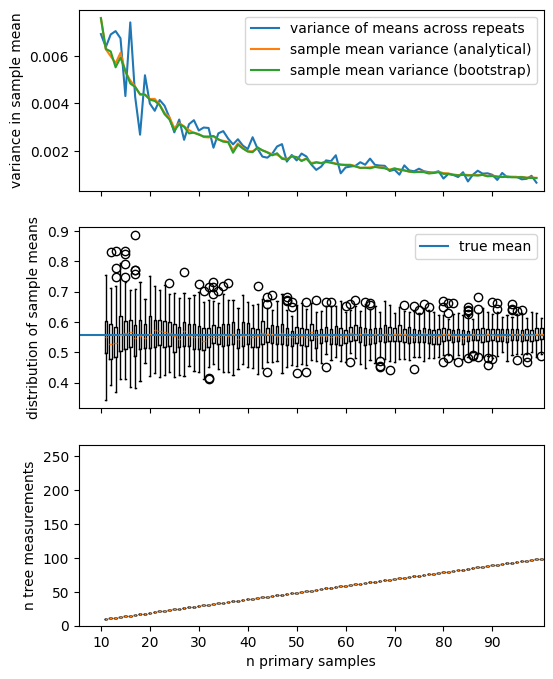 variance in sample mean
0.006
0.004
0.002
variance of means across repeats
sample mean variance (analytical)
sample mean variance (bootstrap)
distribution of sample means
0.9
0.8
0.7
0.6
0.5
0.4
true mean
n tree measurements
250
200
150
100
50
0
10 20 30 40 50 60 70 80 90
n primary samples